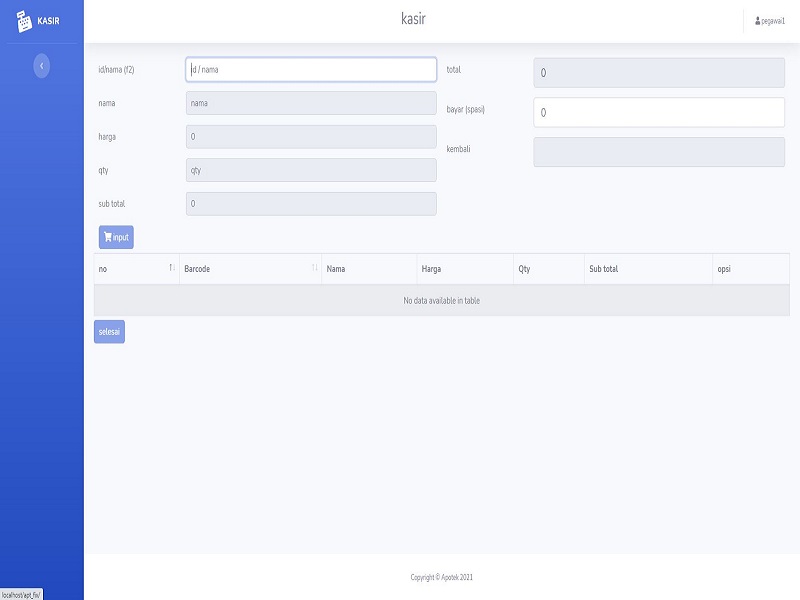 KASIR
kasir
pegawai1
id/nama (f2)
id / nama
total
0
nama
nama
bayar (spasi)
0
harga
0
kembali
qty
qty
sub total
0
input
no Barcode Nama Harga Qty Sub total opsi
No data available in table
selesai
Copyright © Apotek 2021
localhost/apt_fix/